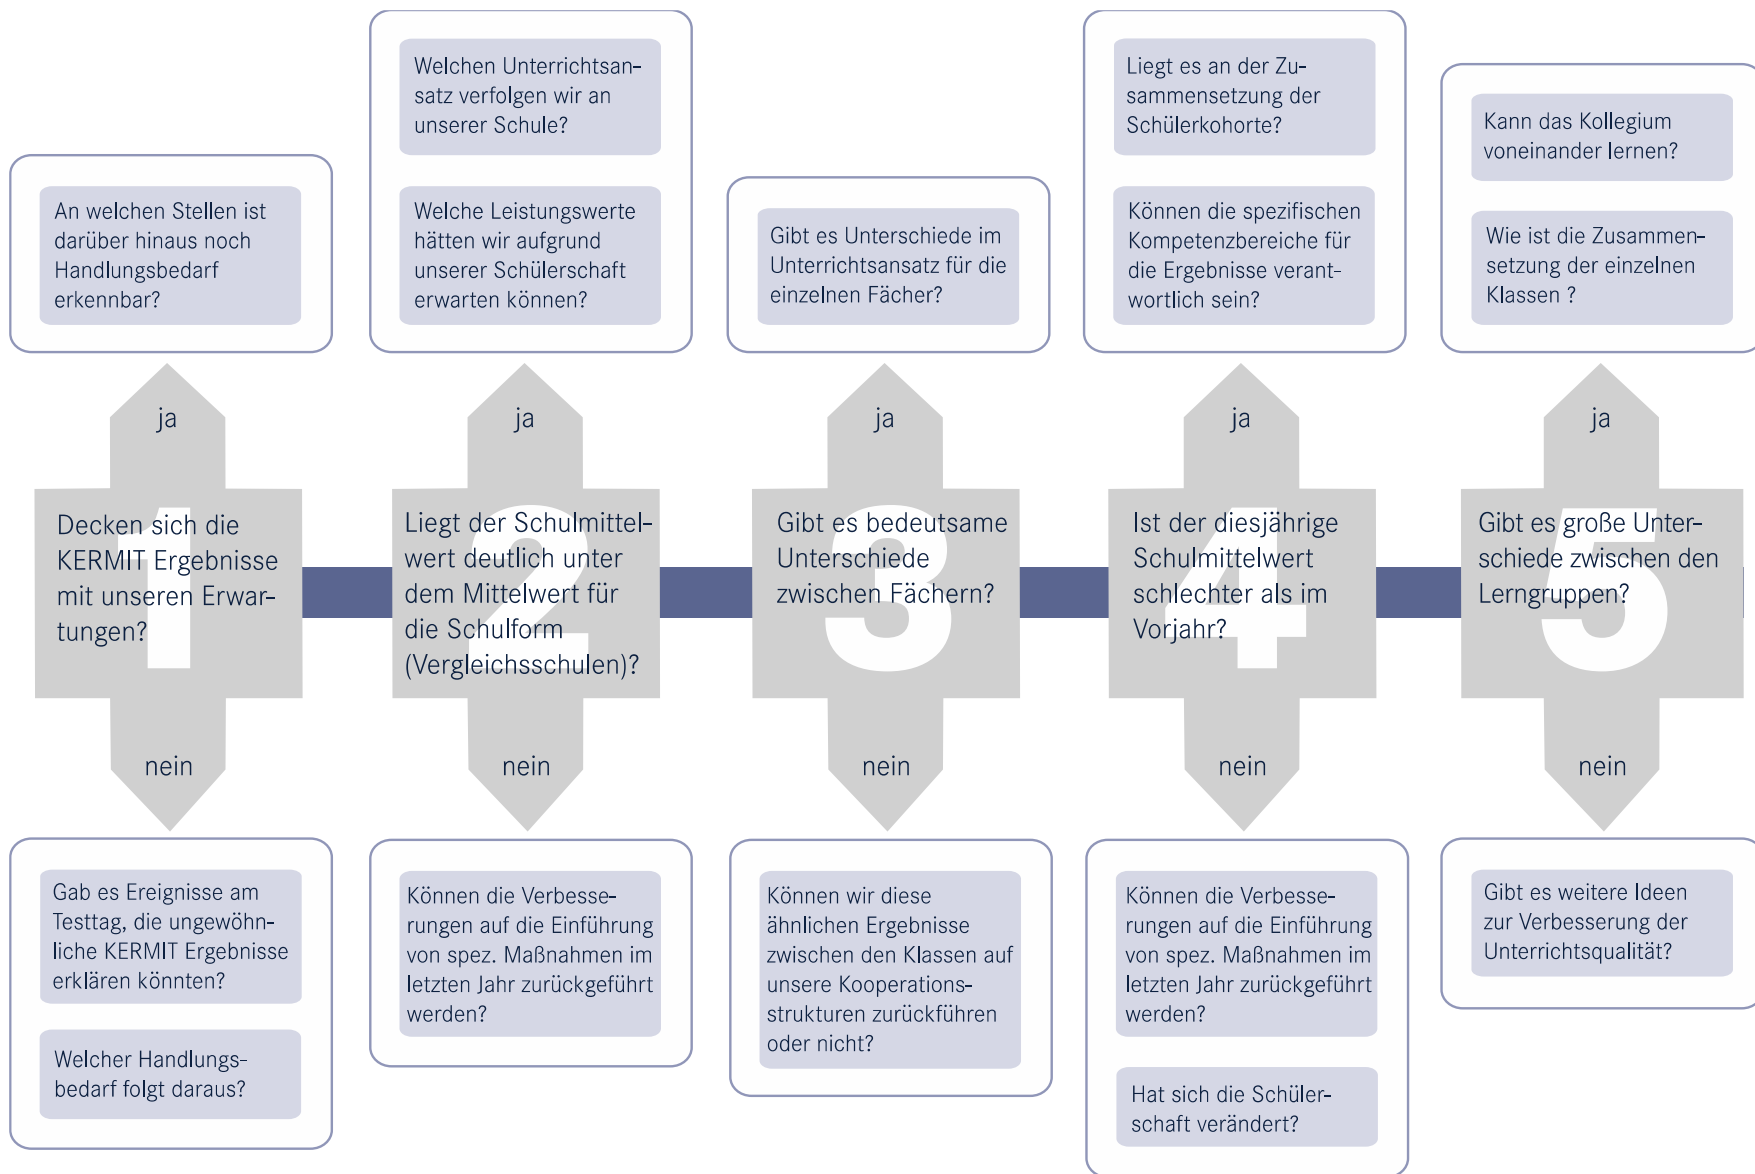 An welchen Stellen ist
darüber hinaus noch
Handlungsbedarf
erkennbar?
ja
1
Decken sich die
KERMIT Ergebnisse
mit unseren Erwar-
tungen?
nein
Gab es Ereignisse am
Testtag, die ungewöhn-
liche KERMIT Ergebnisse
erklären könnten?
Welcher Handlungs-
bedarf folgt daraus?
Welchen Unterrichtsan-
satz verfolgen wir an
unserer Schule?
Welche Leistungswerte
hätten wir aufgrund
unserer Schülerschaft
erwarten können?
ja
2
Liegt der Schulmittel-
wert deutlich unter
dem Mittelwert für
die Schulform
(Vergleichsschulen)?
nein
Können die Verbesse-
rungen auf die Einführung
von spez. Maßnahmen im
letzten Jahr zurückgeführt
werden?
Gibt es Unterschiede im
Unterrichtsansatz für die
einzelnen Fächer?
ja
3
Gibt es bedeutsame
Unterschiede
zwischen Fächern?
nein
Können wir diese
ähnlichen Ergebnisse
zwischen den Klassen auf
unsere Kooperations-
strukturen zurückführen
oder nicht?
Liegt es an der Zu-
sammensetzung der
Schülerkohorte?
Können die spezifischen
Kompetenzbereiche für
die Ergebnisse verant-
wortlich sein?
ja
4
Ist der diesjährige
Schulmittelwert
schlechter als im
Vorjahr?
nein
Können die Verbesse-
rungen auf die Einführung
von spez. Maßnahmen im
letzten Jahr zurückgeführt
werden?
Hat sich die Schüler-
schaft verändert?
Kann das Kollegium
voneinander lernen?
Wie ist die Zusammen-
setzung der einzelnen
Klassen ?
ja
5
Gibt es große Unter-
schiede zwischen den
Lerngruppen?
nein
Gibt es weitere Ideen
zur Verbesserung der
Unterrichtsqualität?